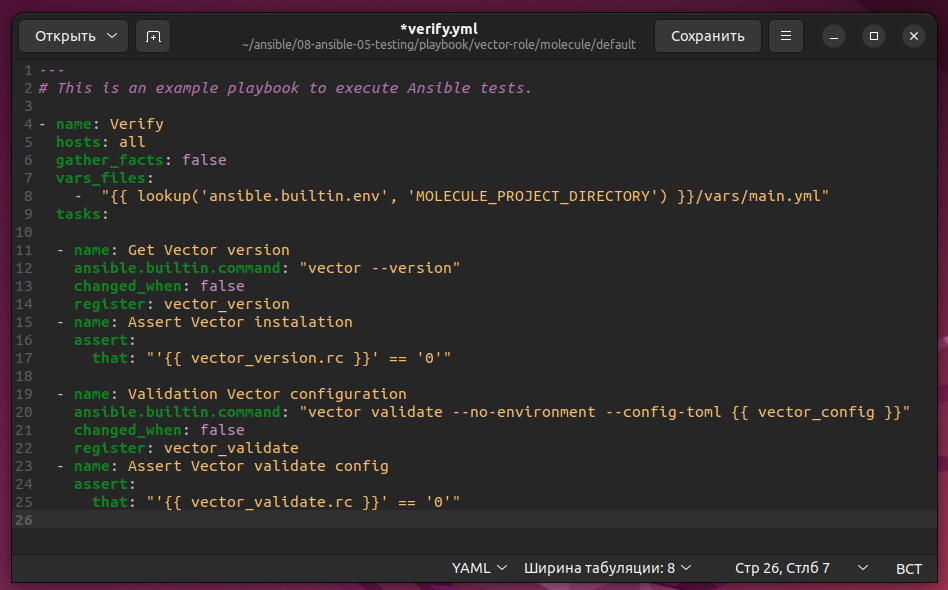 Открыть
*verify.yml
~/ansible/08-ansible-05-testing/playbook/vector-role/molecule/default
Сохранить
1 ---
2 # This is an example playbook to execute Ansible tests.
3
4 - name: Verify
5   hosts: all
6   gather_facts: false
7   vars_files:
8     -  "{{ lookup('ansible.builtin.env', 'MOLECULE_PROJECT_DIRECTORY') }}/vars/main.yml"
9   tasks:
10
11   - name: Get Vector version
12     ansible.builtin.command: "vector --version"
13     changed_when: false
14     register: vector_version
15   - name: Assert Vector instalation
16     assert:
17       that: "'{{ vector_version.rc }}' == '0'"
18
19   - name: Validation Vector configuration
20     ansible.builtin.command: "vector validate --no-environment --config-toml {{ vector_config }}"
21     changed_when: false
22     register: vector_validate
23   - name: Assert Vector validate config
24     assert:
25       that: "'{{ vector_validate.rc }}' == '0'"
26
YAML Ширина табуляции: 8 Стр 26, Стлб 7 ВСТ